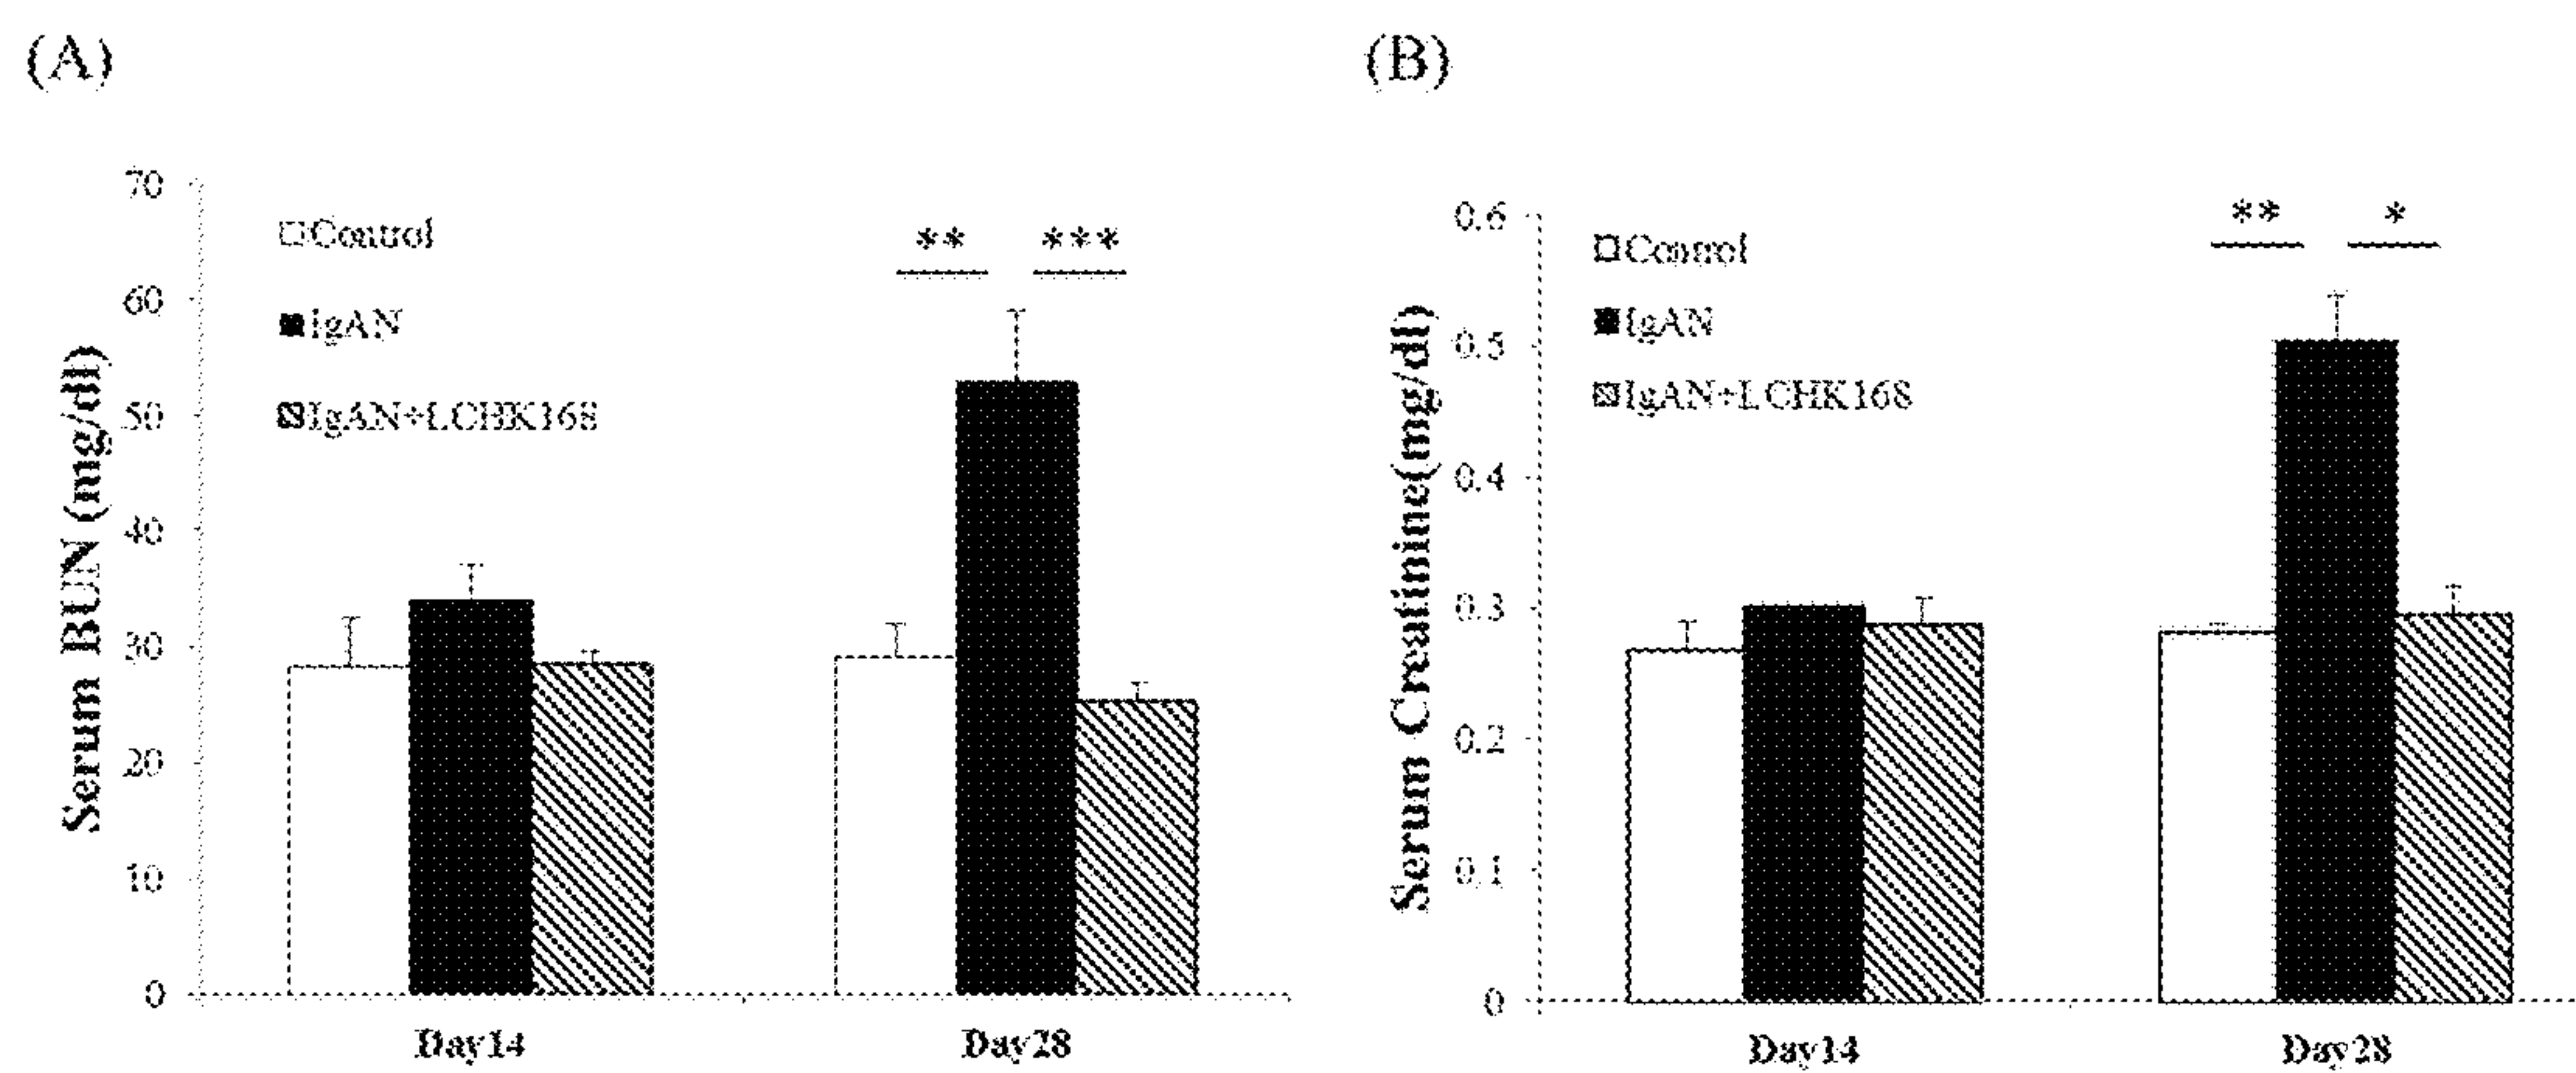 (A)
Serum BUN (mg/dl)
70
60
50
40
30
20
10
0
Control
IgAN
IgAN+LCHK168
** ***
Day14 Day28
(B)
Serum Creatinine(mg/dl)
0.6
0.5
0.4
0.3
0.2
0.1
0
Control
IgAN
IgAN+LCHK168
** *
Day14 Day28